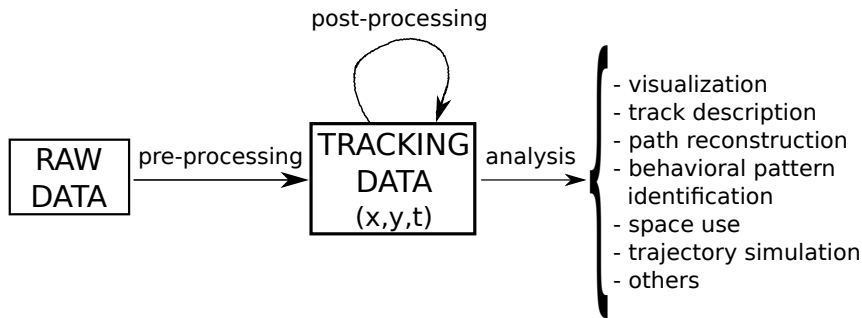 post-processing
RAW
DATA
pre-processing
TRACKING
DATA
(x,y,t)
analysis
- visualization
- track description
- path reconstruction
- behavioral pattern
identification
- space use
- trajectory simulation
- others